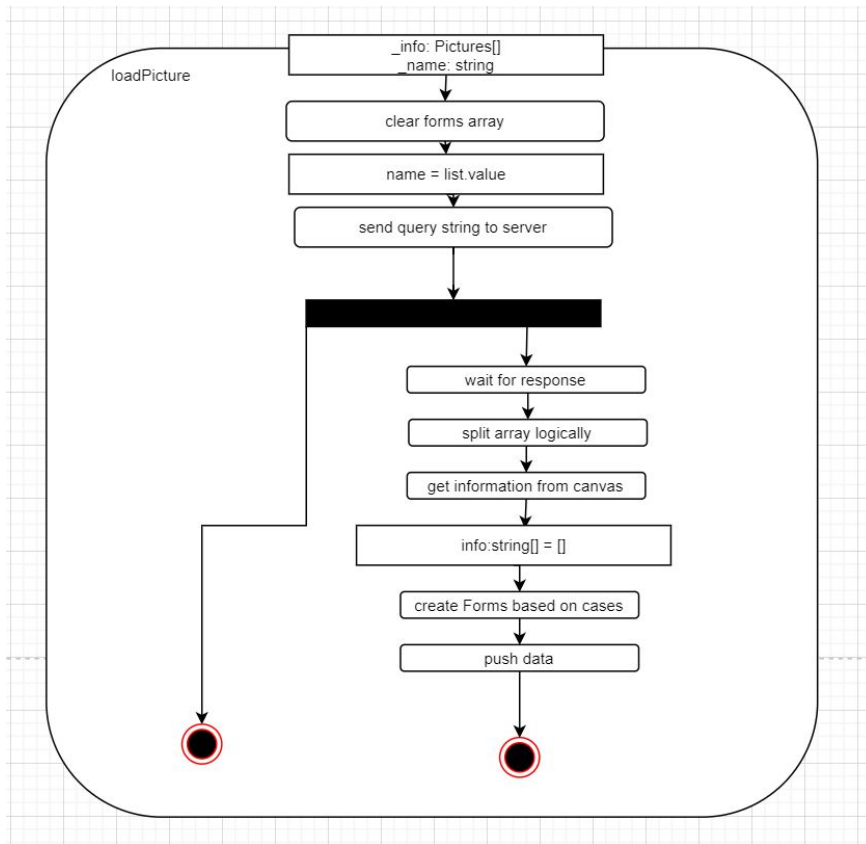 _info: Pictures[]
_name: string
loadPicture
clear forms array
name = list.value
send query string to server
wait for response
split array logically
get information from canvas
info:string[] = []
create Forms based on cases
push data